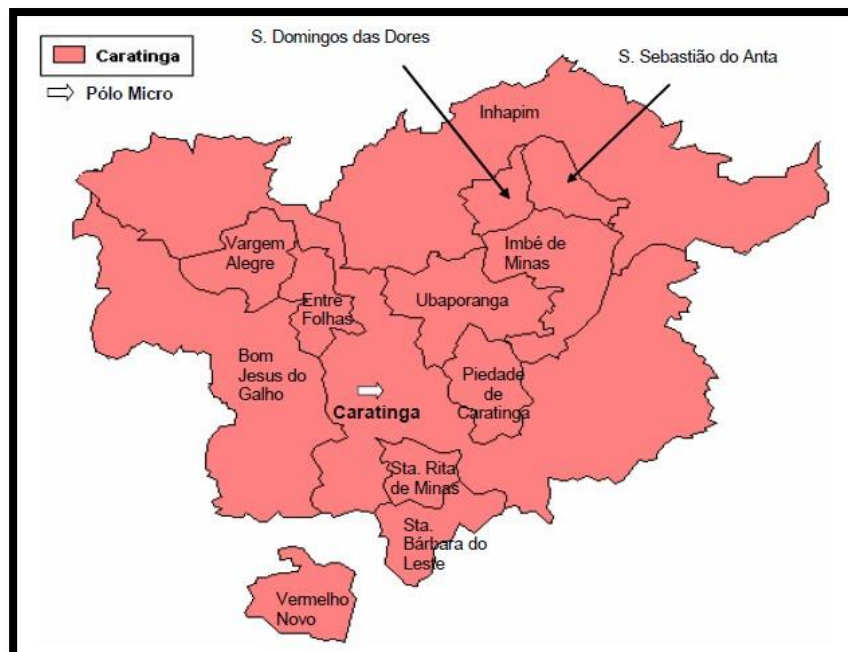 S. Domingos das Dores
Caratinga
Pólo Micro
S. Sebastião do Anta
Inhapim
Vargem
Alegre
Imbé de
Minas
Entre
Folhas
Ubaporanga
Bom
Jesus do
Galho
Piedade
de
Caratinga
Caratinga
Sta. Rita
de Minas
Sta.
Bárbara do
Leste
Vermelho
Novo